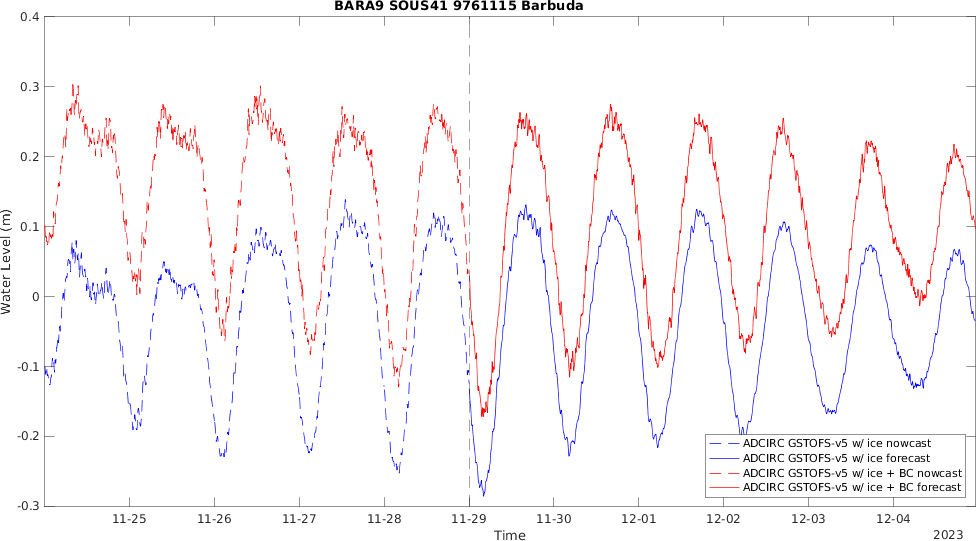 BARA9 SOUS41 9761115 Barbuda
0.4
0.3
0.2
0.1
0
-0.1
-0.2
-0.3
Water Level (m)
11-25 11-26 11-27 11-28 11-29 11-30 12-01 12-02 12-03 12-04
Time
2023
ADCIRC GSTOFS-v5 w/ ice nowcast
ADCIRC GSTOFS-v5 w/ ice forecast
ADCIRC GSTOFS-v5 w/ ice + BC nowcast
ADCIRC GSTOFS-v5 w/ ice + BC forecast